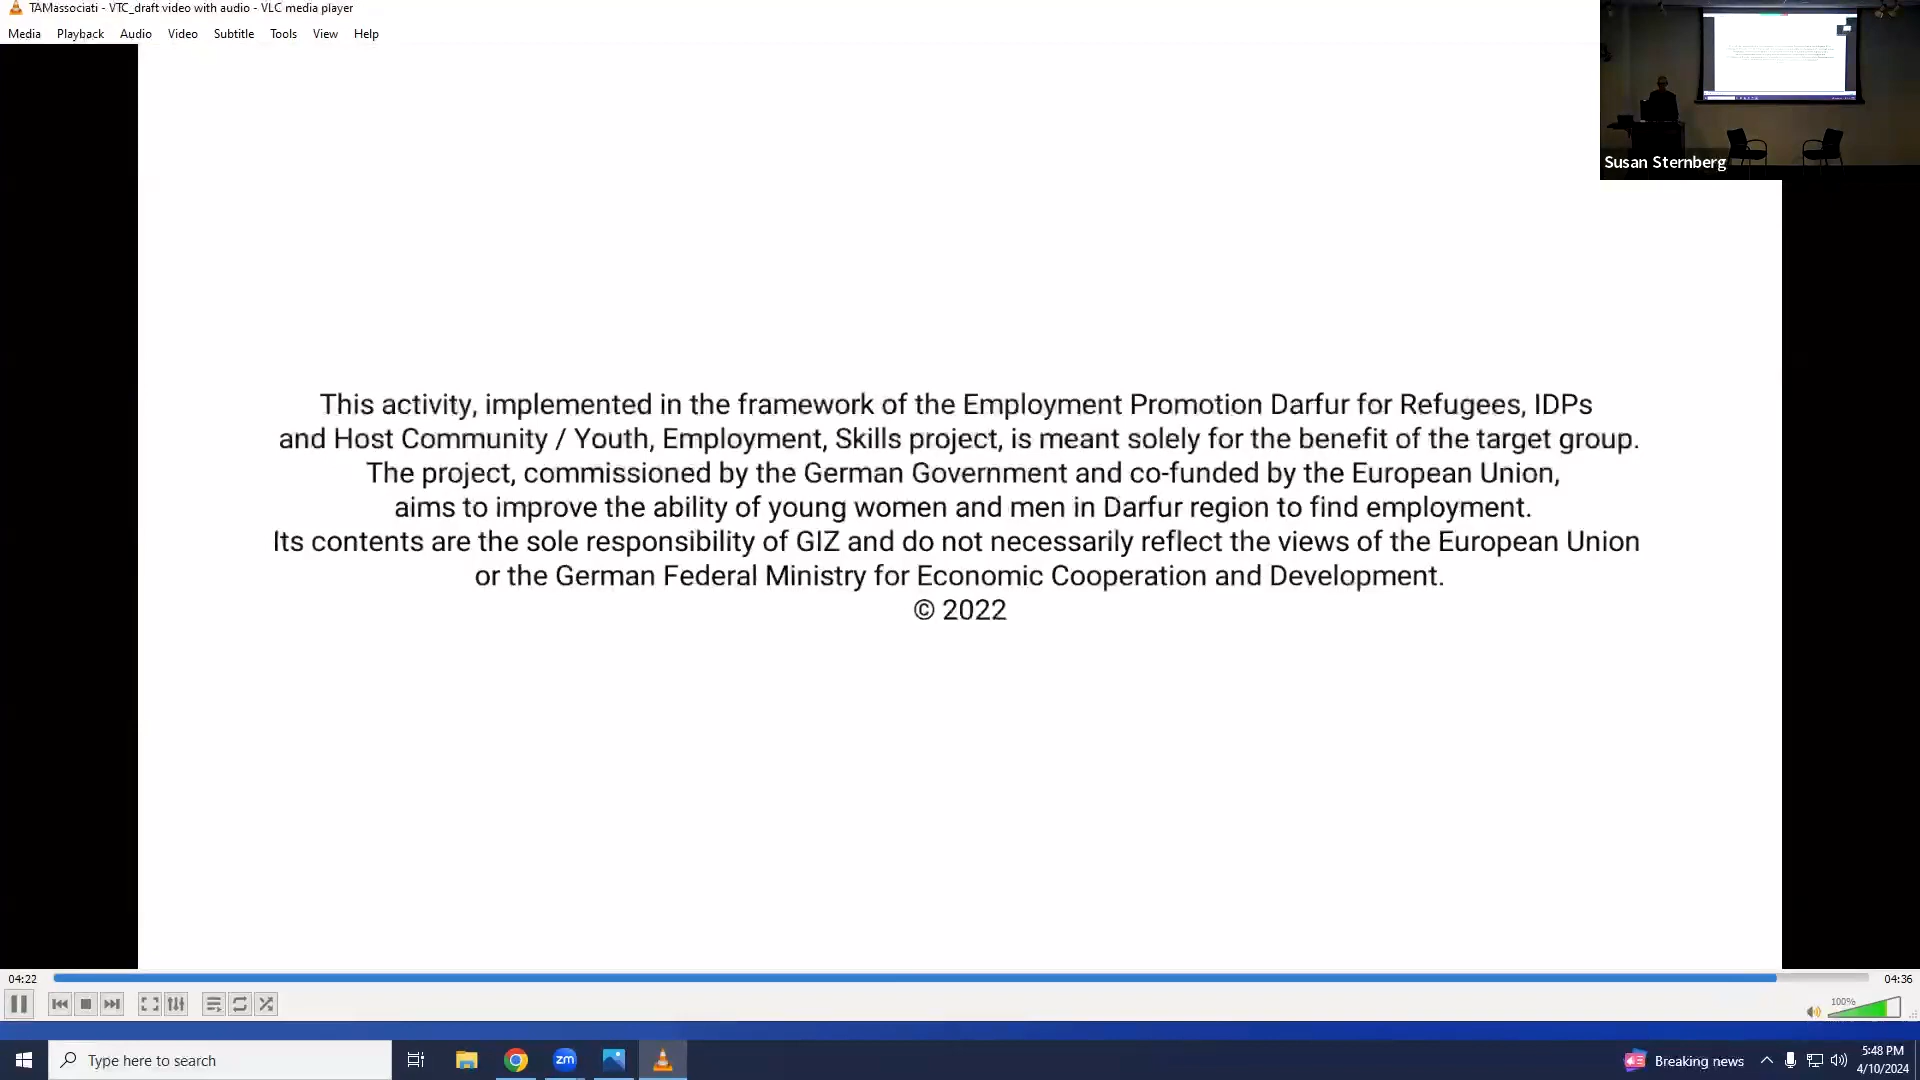 TAMassociati - VTC_draft video with audio - VLC media player
Media Playback Audio Video Subtitle Tools View Help
Susan Sternberg
This activity, implemented in the framework of the Employment Promotion Darfur for Refugees, IDPs
and Host Community / Youth, Employment, Skills project, is meant solely for the benefit of the target group.
The project, commissioned by the German Government and co-funded by the European Union,
aims to improve the ability of young women and men in Darfur region to find employment.
Its contents are the sole responsibility of GIZ and do not necessarily reflect the views of the European Union
or the German Federal Ministry for Economic Cooperation and Development.
© 2022
04:22
04:36
100%
Type here to search
zm
Breaking news
5:48 PM
4/10/2024